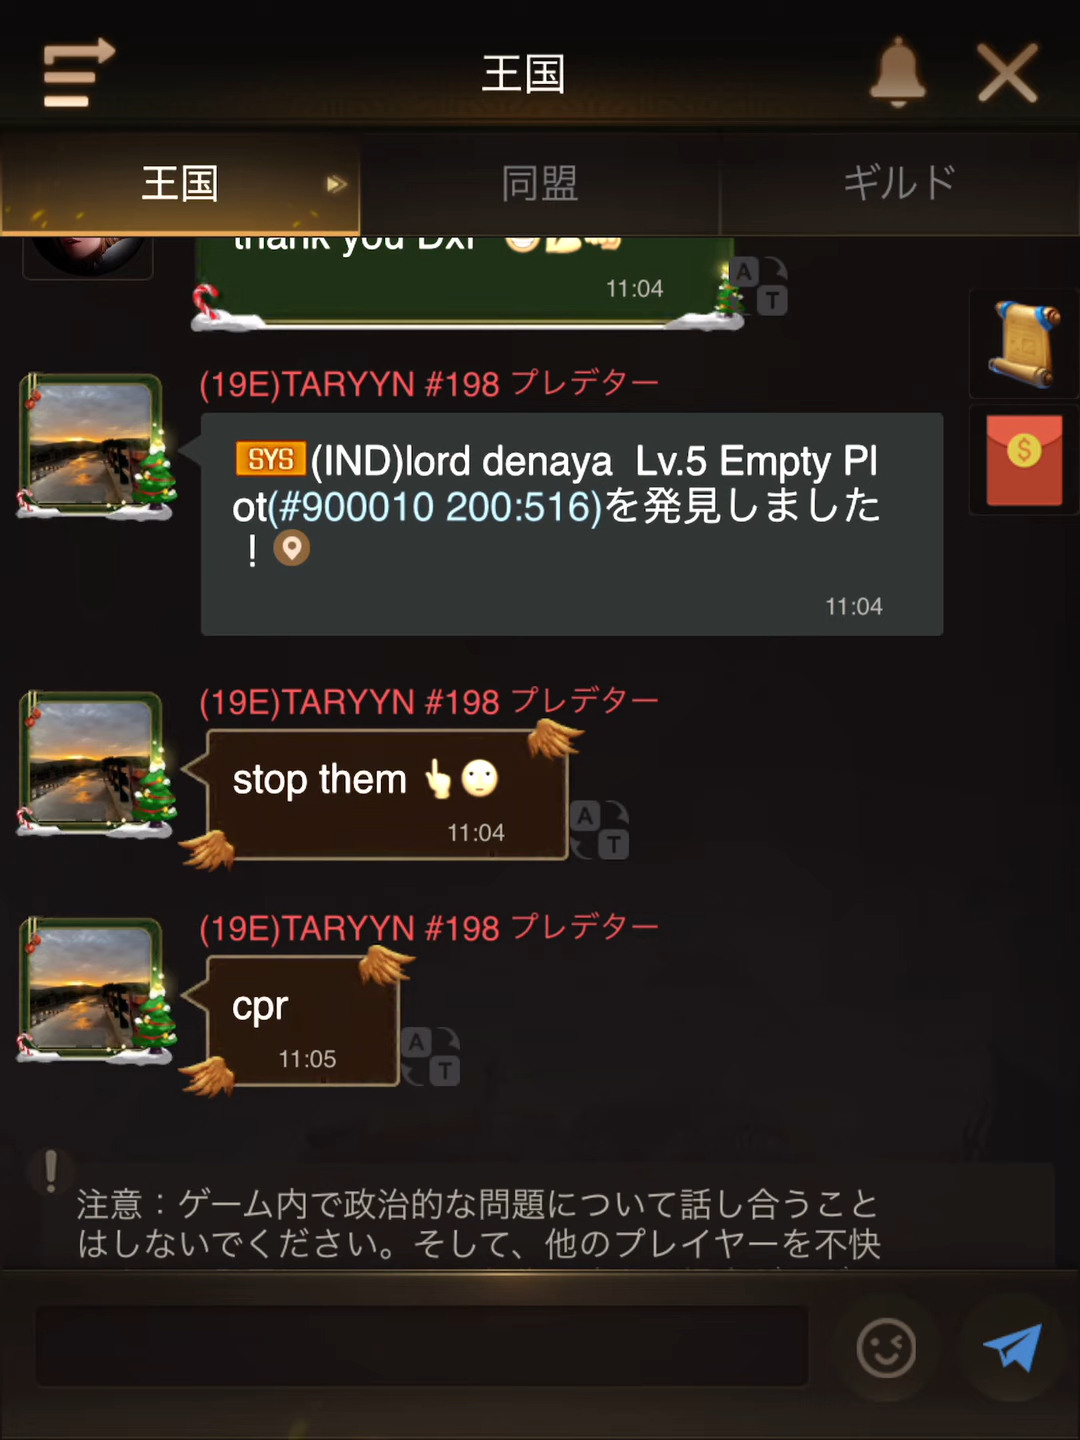 王国
王国
同盟
ギルド
thank you Dxr
11:04
(19E)TARYYN #198 プレデター
SYS (IND)lord denaya Lv.5 Empty Pl
ot(#900010 200:516)を発見しました
！
11:04
(19E)TARYYN #198 プレデター
stop them 👆🙄
11:04
(19E)TARYYN #198 プレデター
cpr
11:05
注意：ゲーム内で政治的な問題について話し合うこと
はしないでください。そして、他のプレイヤーを不快